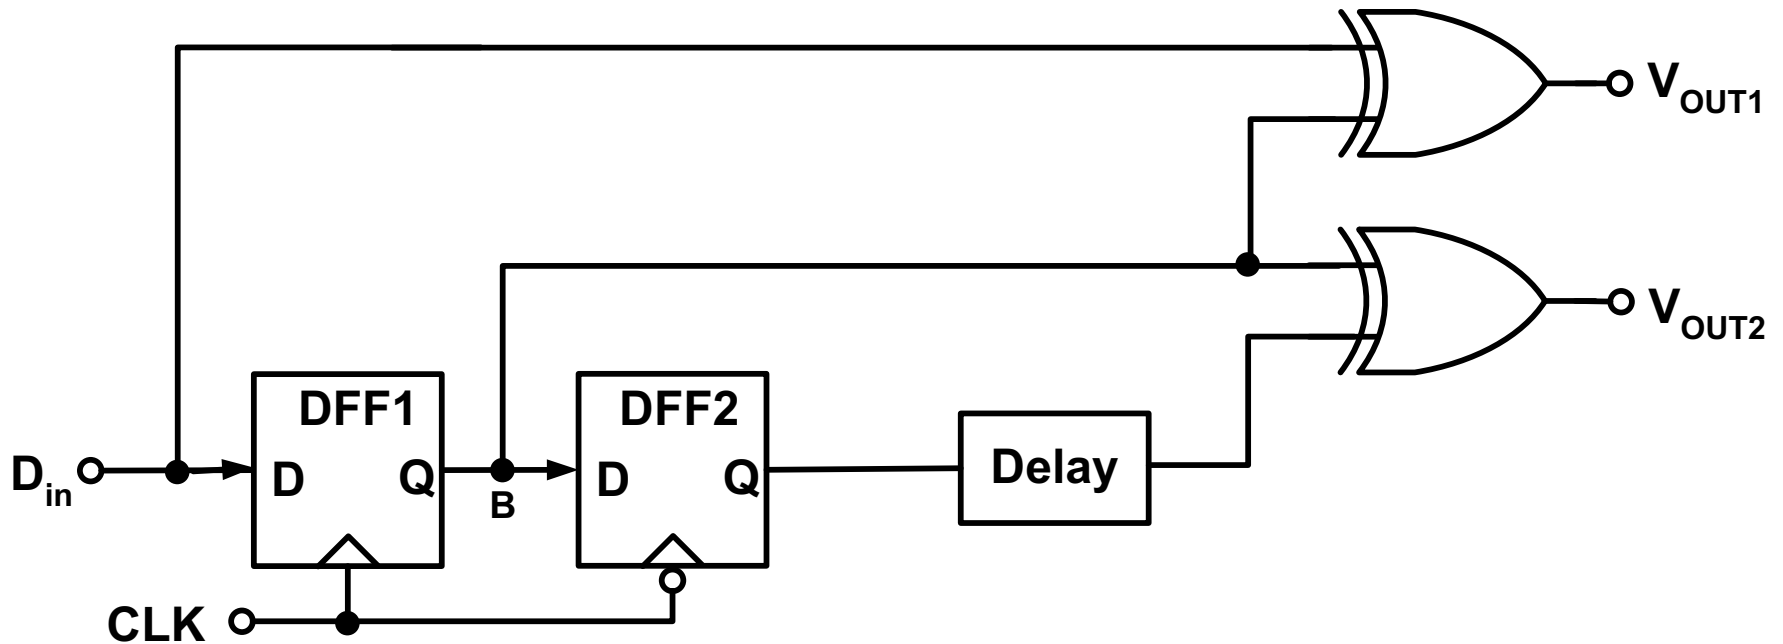 V_OUT1
V_OUT2
DFF1
DFF2
D_in
D
Q
B
D
Q
Delay
CLK